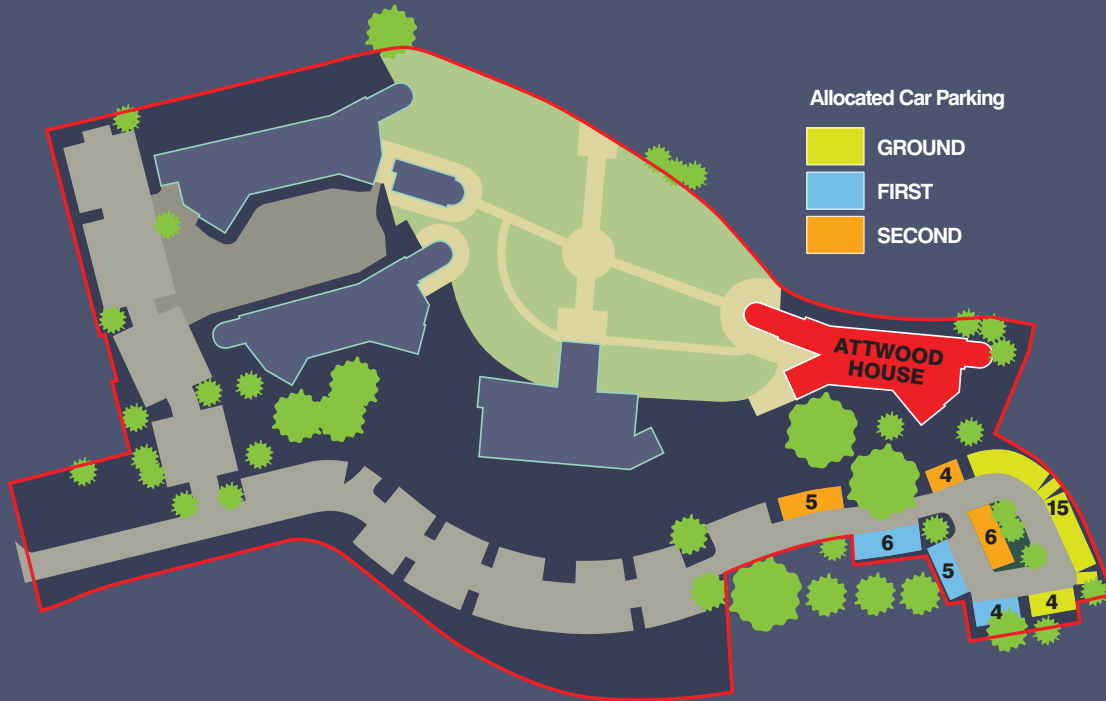 Allocated Car Parking
GROUND
FIRST
SECOND
ATTWOOD
HOUSE
4
5
15
6
6
5
4
4